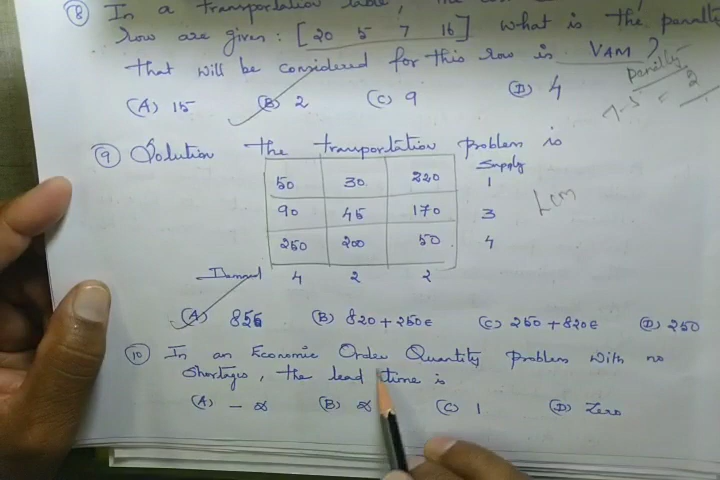 ⑧ In a transportation table, the
row are given: [20 5 7 16] what is the penalty
that will be considered for this row is VAM?
(A) 15 (B) 2 (C) 9 (D) 4
Penalty
7-5 = 2
⑨ Solution the transportation problem is
Supply
50 30 220 1
90 45 170 3
250 200 50 4
Demand 4 2 2
Lcm
(A) 855 (B) 820+250ε (C) 250+820ε (D) 250
⑩ In an Economic Order Quantity problem with no
shortages, the lead time is
(A) -∞ (B) ∞ (C) 1 (D) Zero